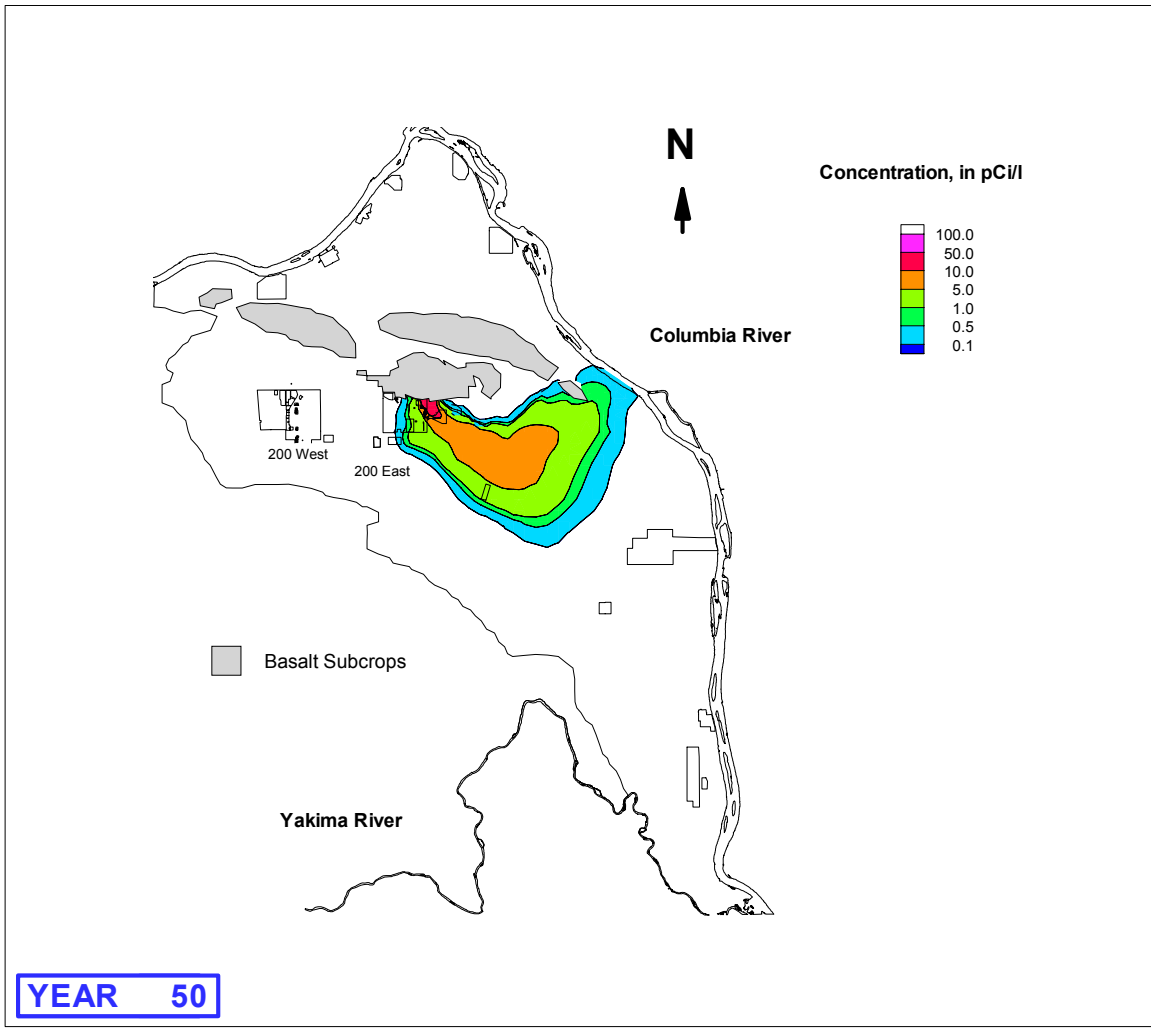 N
Concentration, in pCi/l
100.0
50.0
10.0
5.0
1.0
0.5
0.1
Columbia River
200 West
200 East
Basalt Subcrops
Yakima River
YEAR 50